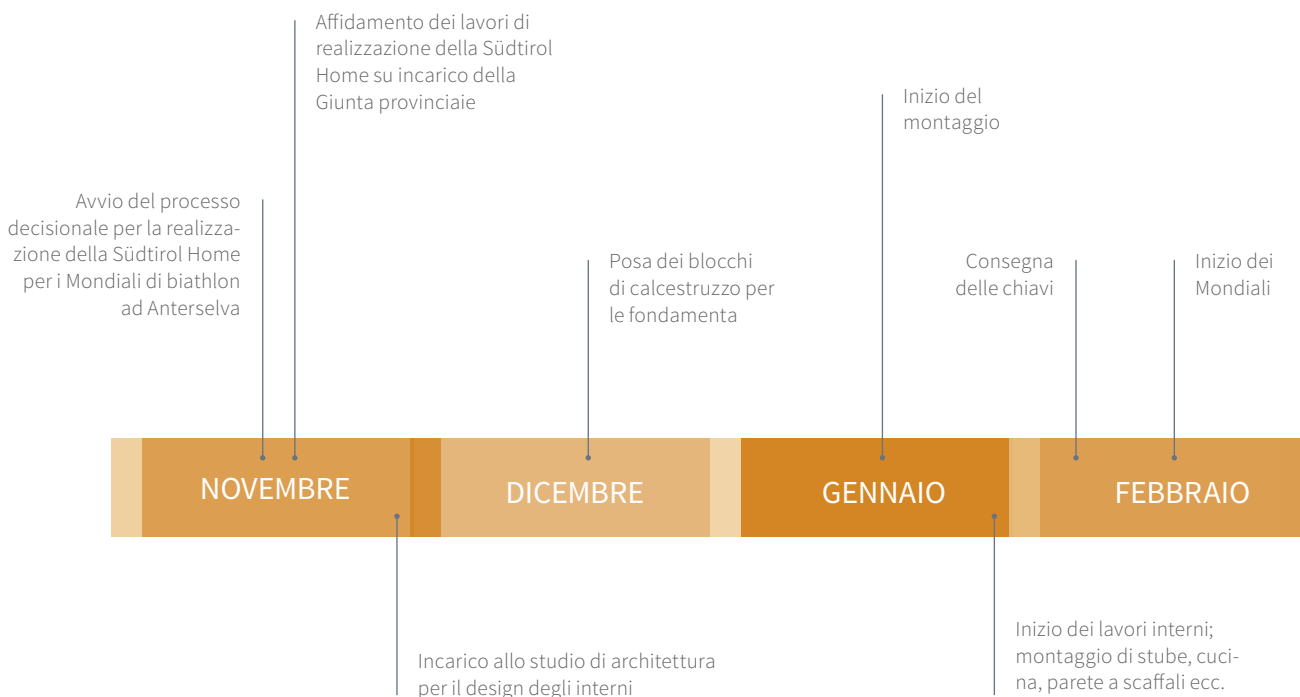 Affidamento dei lavori di
realizzazione della Südtirol
Home su incarico della
Giunta provinciaie
Inizio del
montaggio
Avvio del processo
decisionale per la realizza-
zione della Südtirol Home
per i Mondiali di biathlon
ad Anterselva
Posa dei blocchi
di calcestruzzo per
le fondamenta
Consegna
delle chiavi
Inizio dei
Mondiali
NOVEMBRE
DICEMBRE
GENNAIO
FEBBRAIO
Incarico allo studio di architettura
per il design degli interni
Inizio dei lavori interni;
montaggio di stube, cuci-
na, parete a scaffali ecc.